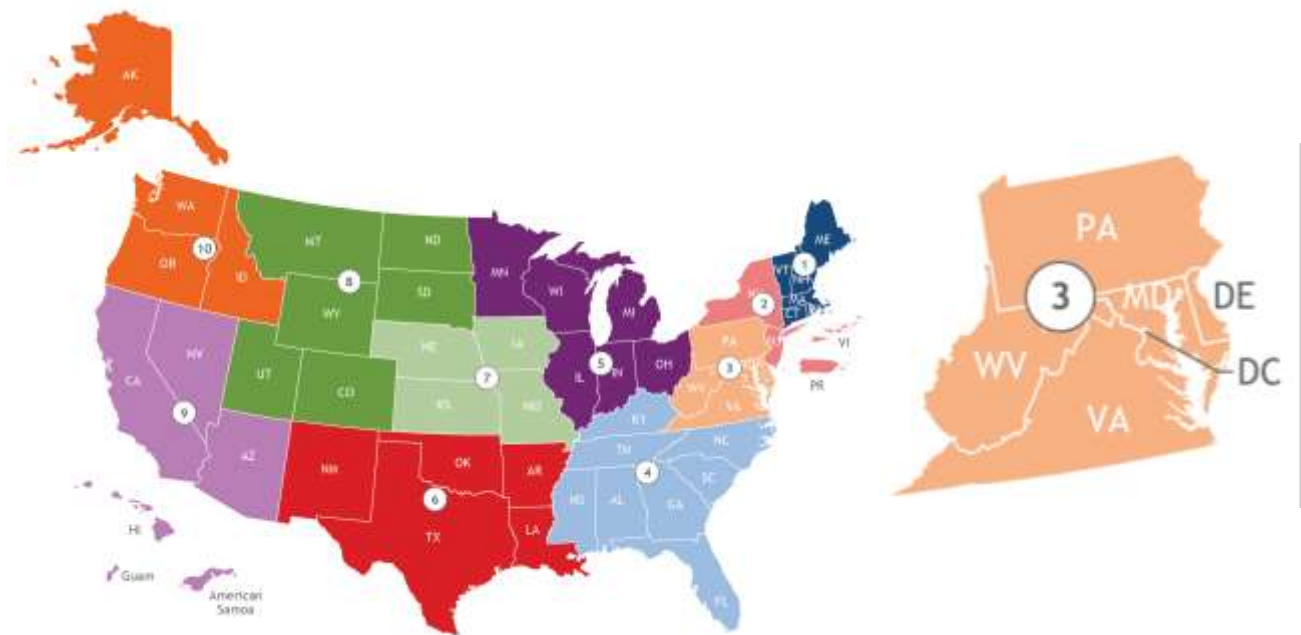 AK
WA
MT
ND
MN
ME
10
1
VT
NH
OR
ID
8
SD
WI
MI
2
MA
CT
WY
NE
IA
PA
VI
NV
5
OH
3
IL
IN
7
UT
CO
WV
PR
CA
KS
MO
VA
9
KY
AZ
NM
OK
AR
TN
NC
4
SC
6
MS
AL
GA
TX
LA
HI
FL
Guam
American
Samoa
PA
3
MD
DE
WV
DC
VA